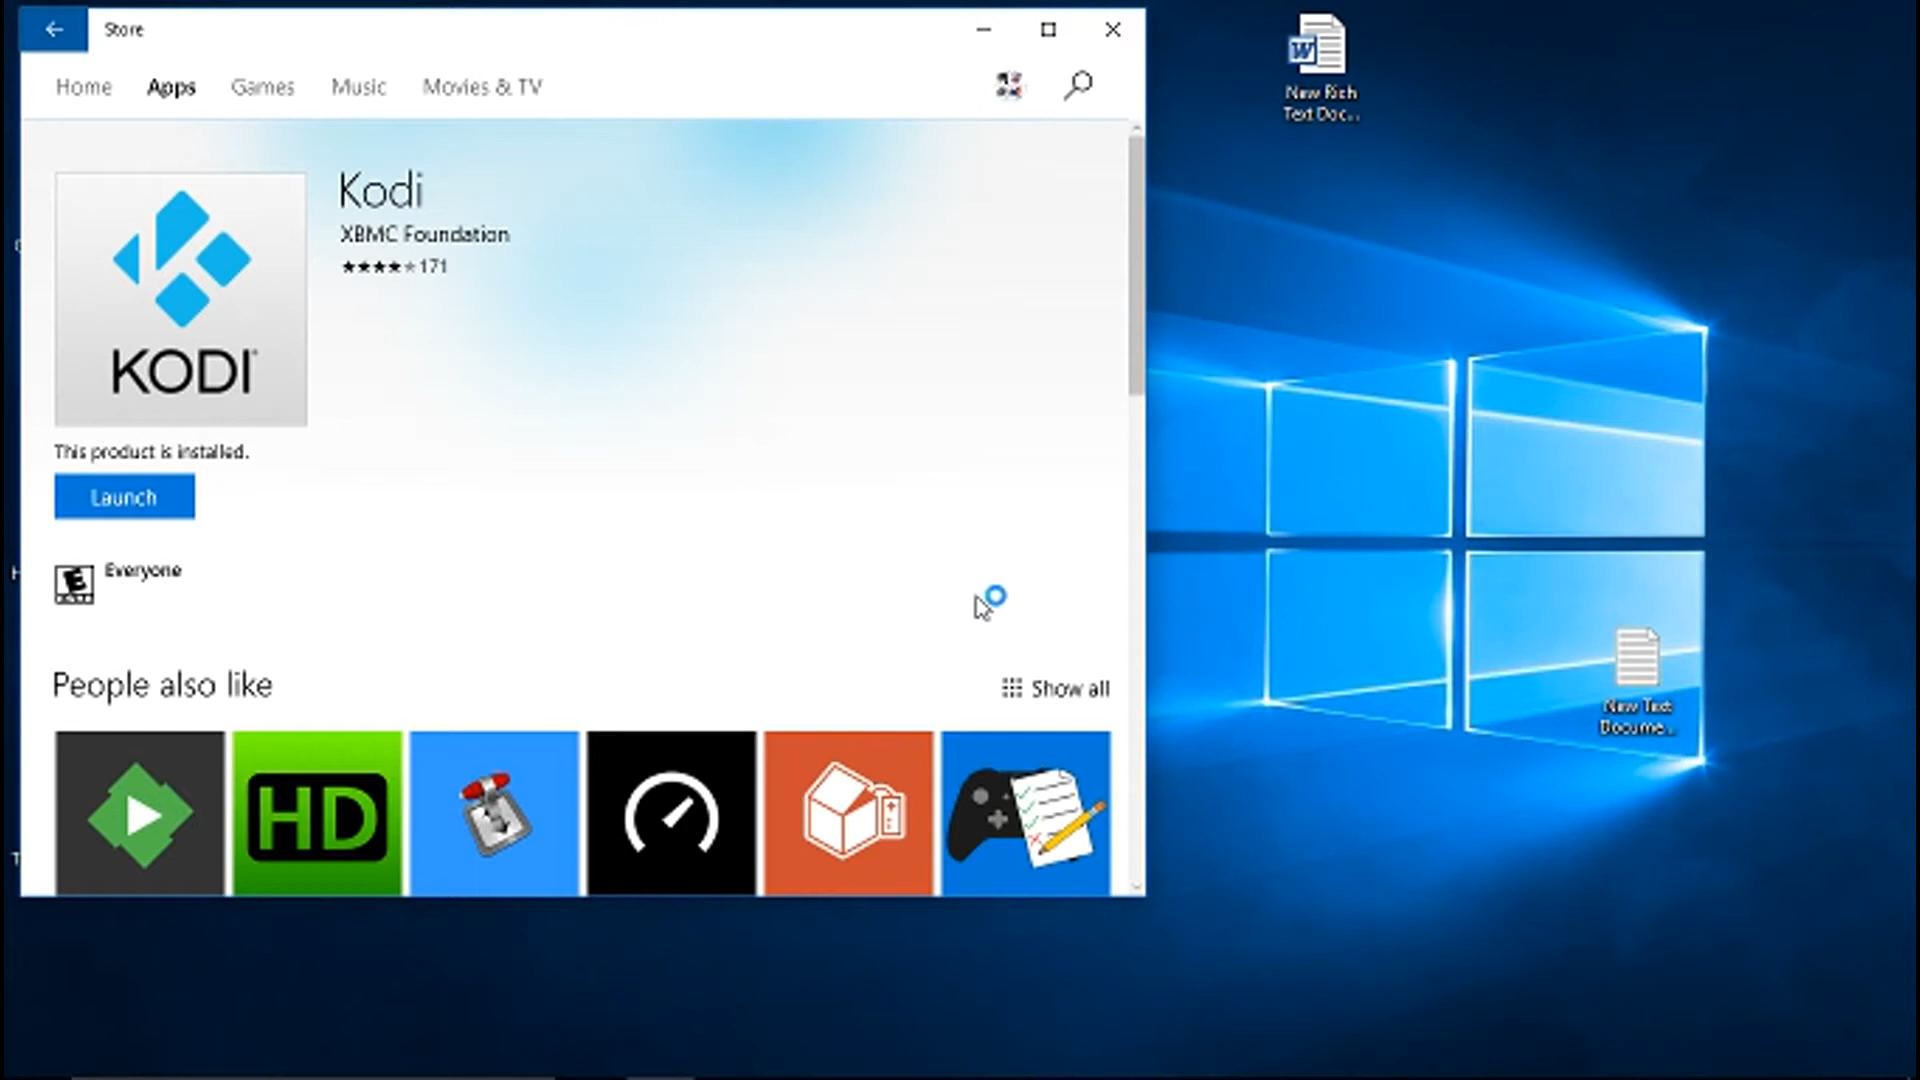 Store
Home Apps Games Music Movies & TV
Kodi
XBMC Foundation
171
KODI
This product is installed.
Launch
E
Everyone
People also like
Show all
HD
W
New Rich
Text Doc...
New Text
Docume...